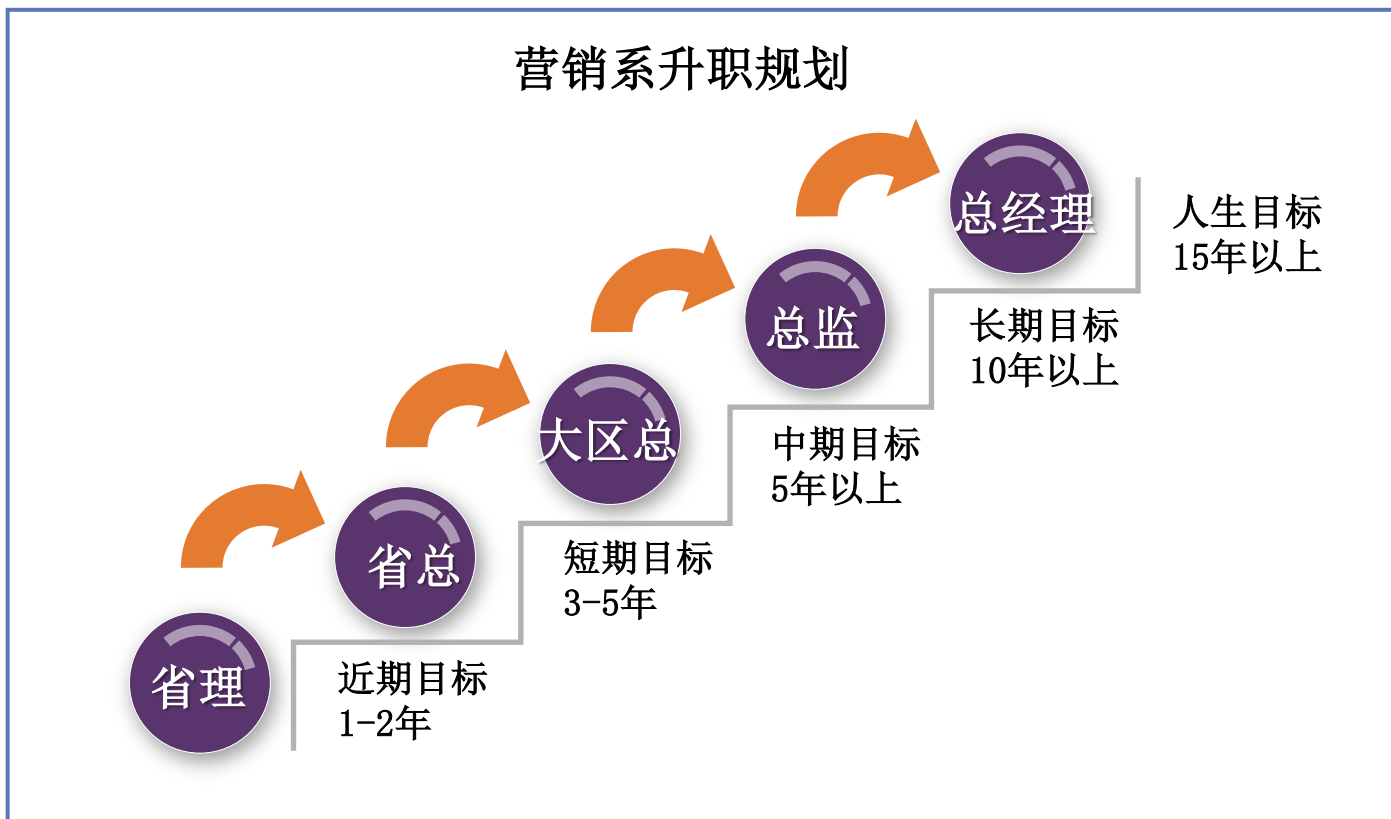 营销系升职规划
总经理
人生目标
15年以上
总监
长期目标
10年以上
大区总
中期目标
5年以上
省总
短期目标
3-5年
省理
近期目标
1-2年